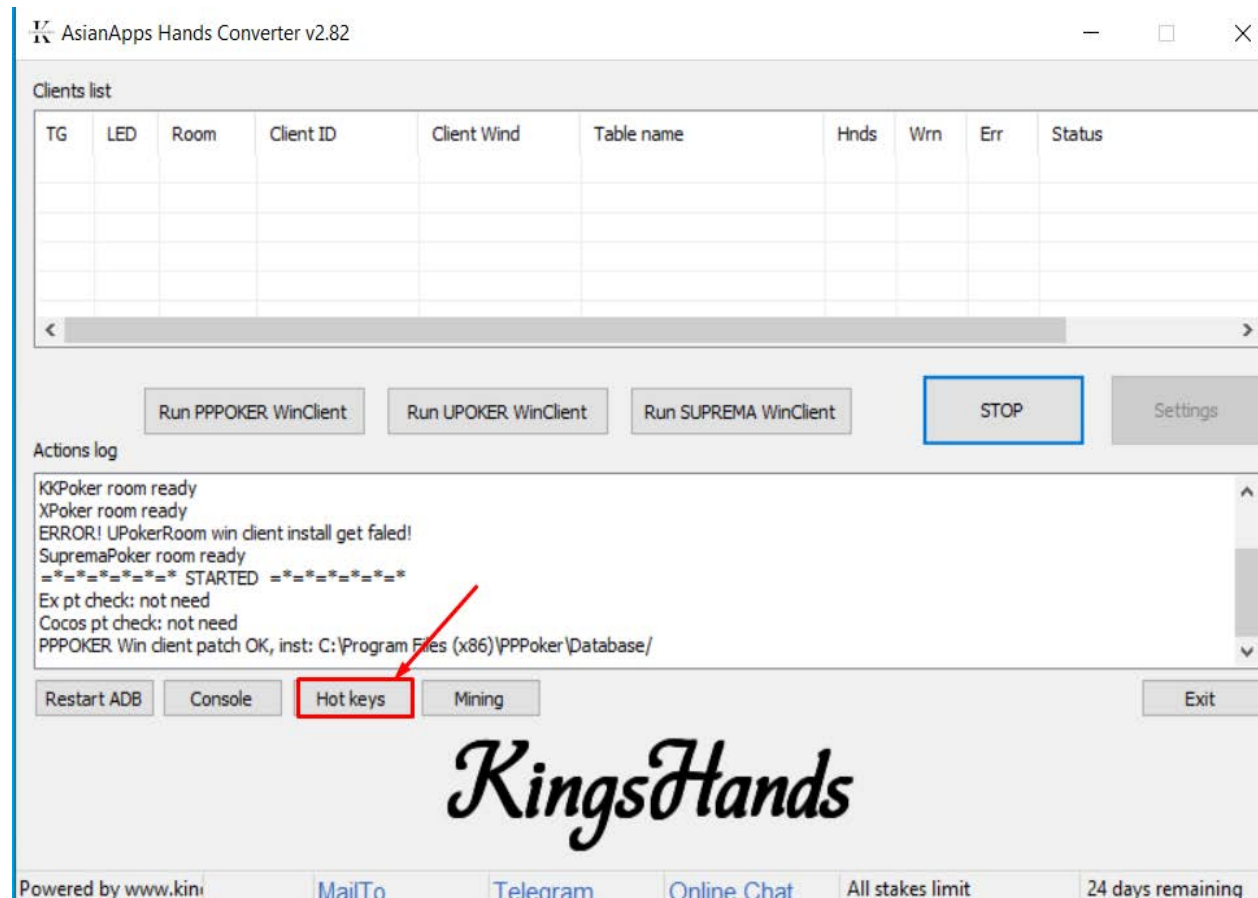 AsianApps Hands Converter v2.82
Clients list
TG LED Room Client ID Client Wind Table name Hnds Wrn Err Status
Run PPPOKER WinClient Run UPOKER WinClient Run SUPREMA WinClient STOP Settings
Actions log
KKPoker room ready
XPoker room ready
ERROR! UPokerRoom win client install get faled!
SupremaPoker room ready
=*=*=*=*=*=* STARTED =*=*=*=*=*=*
Ex pt check: not need
Cocos pt check: not need
PPPOKER Win client patch OK, inst: C:\Program Files (x86)\PPPoker\Database/
Restart ADB Console Hot keys Mining Exit
KingsHands
Powered by www.kin MailTo Telegram Online Chat All stakes limit 24 days remaining